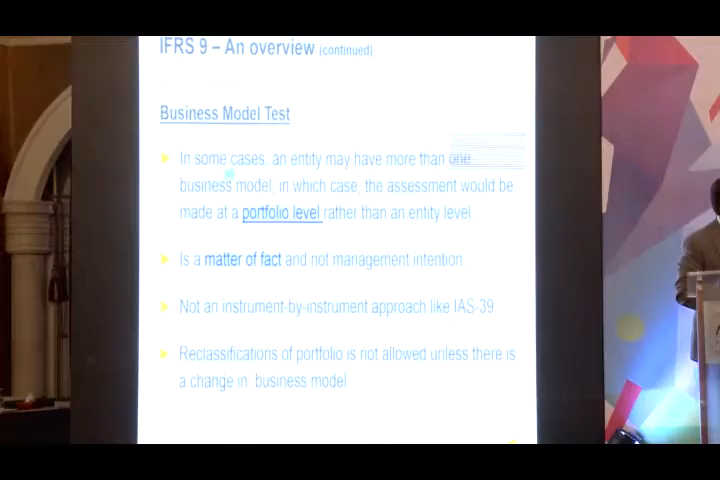 IFRS 9 – An overview (continued)
Business Model Test
In some cases, an entity may have more than one
business model, in which case, the assessment would be
made at a portfolio level rather than an entity level
Is a matter of fact and not management intention
Not an instrument-by-instrument approach like IAS-39
Reclassifications of portfolio is not allowed unless there is
a change in business model